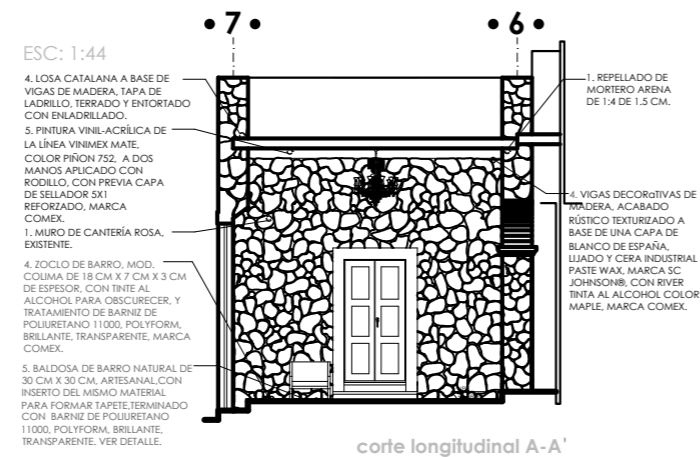 • 7 •
• 6 •
ESC: 1:44
4. LOSA CATALANA A BASE DE
VIGAS DE MADERA, TAPA DE
LADRILLO, TERRADO Y ENTORTADO
CON ENLADRILLADO.
5. PINTURA VINIL-ACRÍLICA DE
LA LÍNEA VINIMEX MATE,
COLOR PIÑON 752, A DOS
MANOS APLICADO CON
RODILLO, CON PREVIA CAPA
DE SELLADOR 5X1
REFORZADO, MARCA
COMEX.
1. MURO DE CANTERÍA ROSA,
EXISTENTE.
4. ZOCLO DE BARRO, MOD.
COLIMA DE 18 CM X 7 CM X 3 CM
DE ESPESOR, CON TINTE AL
ALCOHOL PARA OBSCURECER, Y
TRATAMIENTO DE BARNIZ DE
POLIURETANO 11000, POLYFORM,
BRILLANTE, TRANSPARENTE, MARCA
COMEX.
5. BALDOSA DE BARRO NATURAL DE
30 CM X 30 CM, ARTESANAL,CON
INSERTO DEL MISMO MATERIAL
PARA FORMAR TAPETE,TERMINADO
CON BARNIZ DE POLIURETANO
11000, POLYFORM, BRILLANTE,
TRANSPARENTE. VER DETALLE.
1. REPELLADO DE
MORTERO ARENA
DE 1:4 DE 1.5 CM.
4. VIGAS DECORαTIVAS DE
MADERA, ACABADO
RÚSTICO TEXTURIZADO A
BASE DE UNA CAPA DE
BLANCO DE ESPAÑA,
LIJADO Y CERA INDUSTRIAL
PASTE WAX, MARCA SC
JOHNSON®, CON RIVER
TINTA AL ALCOHOL COLOR
MAPLE, MARCA COMEX.
corte longitudinal A-A'